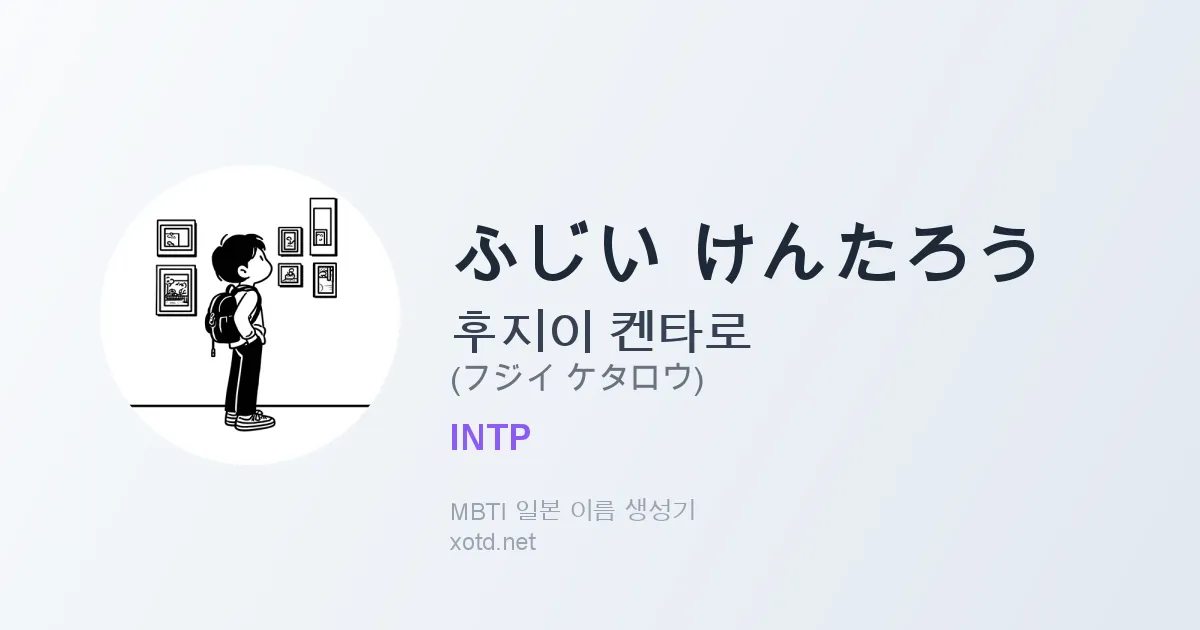 ふじい けんたろう
후지이 켄타로
(フジイ ケタロウ)
INTP
MBTI 일본 이름 생성기
xotd.net